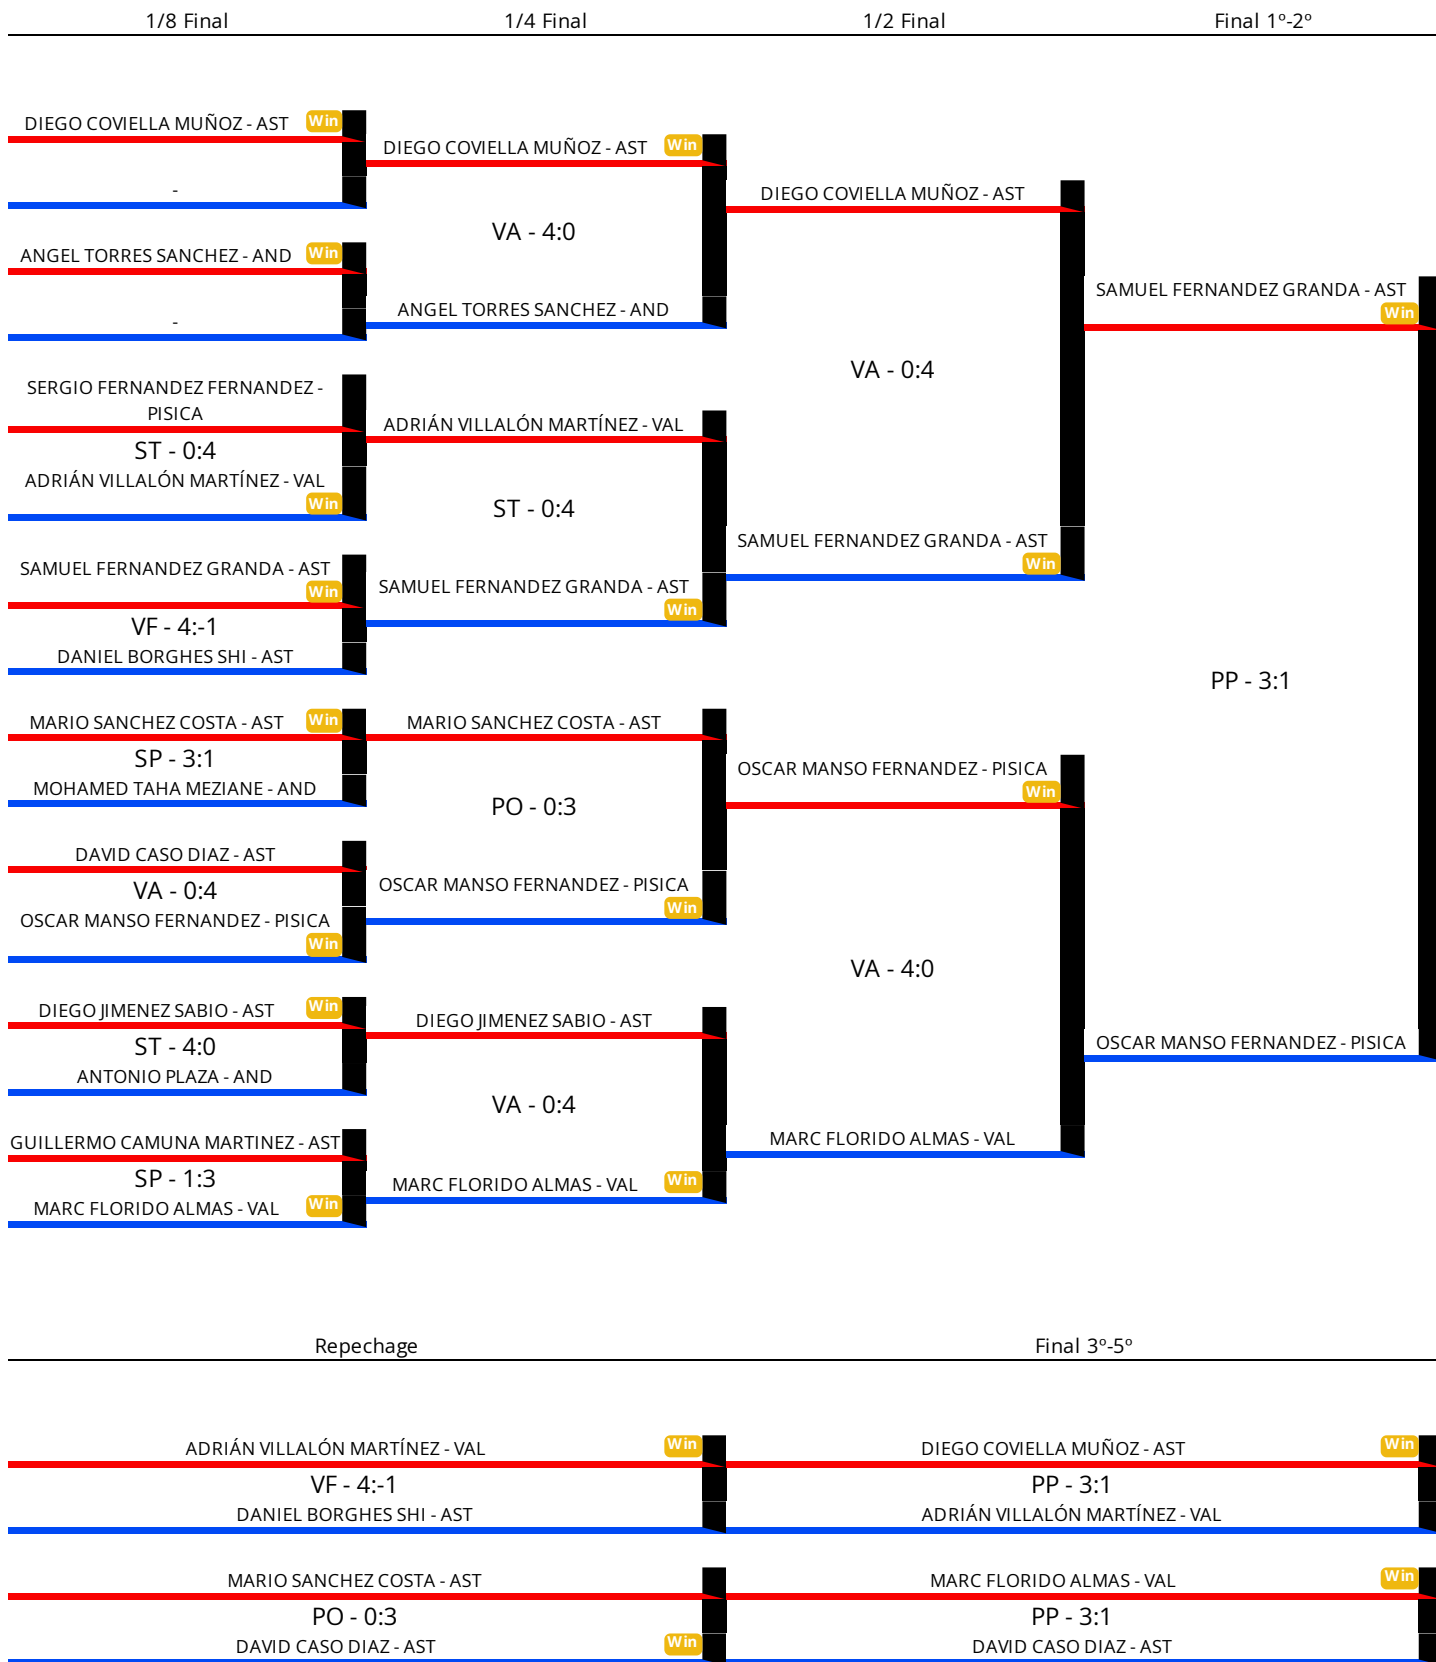 1/8 Final
1/4 Final
1/2 Final
Final 1º-2º
DIEGO COVIELLA MUÑOZ - AST
Win
-
ANGEL TORRES SANCHEZ - AND
Win
-
SERGIO FERNANDEZ FERNANDEZ -
PISICA
ST - 0:4
ADRIÁN VILLALÓN MARTÍNEZ - VAL
Win
SAMUEL FERNANDEZ GRANDA - AST
Win
VF - 4:-1
DANIEL BORGHES SHI - AST
MARIO SANCHEZ COSTA - AST
Win
SP - 3:1
MOHAMED TAHA MEZIANE - AND
DAVID CASO DIAZ - AST
VA - 0:4
OSCAR MANSO FERNANDEZ - PISICA
Win
DIEGO JIMENEZ SABIO - AST
Win
ST - 4:0
ANTONIO PLAZA - AND
GUILLERMO CAMUNA MARTINEZ - AST
SP - 1:3
MARC FLORIDO ALMAS - VAL
Win
DIEGO COVIELLA MUÑOZ - AST
Win
VA - 4:0
ANGEL TORRES SANCHEZ - AND
ADRIÁN VILLALÓN MARTÍNEZ - VAL
ST - 0:4
SAMUEL FERNANDEZ GRANDA - AST
Win
MARIO SANCHEZ COSTA - AST
PO - 0:3
OSCAR MANSO FERNANDEZ - PISICA
Win
DIEGO JIMENEZ SABIO - AST
VA - 0:4
MARC FLORIDO ALMAS - VAL
Win
DIEGO COVIELLA MUÑOZ - AST
VA - 0:4
SAMUEL FERNANDEZ GRANDA - AST
Win
OSCAR MANSO FERNANDEZ - PISICA
Win
VA - 4:0
MARC FLORIDO ALMAS - VAL
SAMUEL FERNANDEZ GRANDA - AST
Win
PP - 3:1
OSCAR MANSO FERNANDEZ - PISICA
Repechage
Final 3º-5º
ADRIÁN VILLALÓN MARTÍNEZ - VAL
Win
VF - 4:-1
DANIEL BORGHES SHI - AST
MARIO SANCHEZ COSTA - AST
PO - 0:3
DAVID CASO DIAZ - AST
Win
DIEGO COVIELLA MUÑOZ - AST
Win
PP - 3:1
ADRIÁN VILLALÓN MARTÍNEZ - VAL
MARC FLORIDO ALMAS - VAL
Win
PP - 3:1
DAVID CASO DIAZ - AST